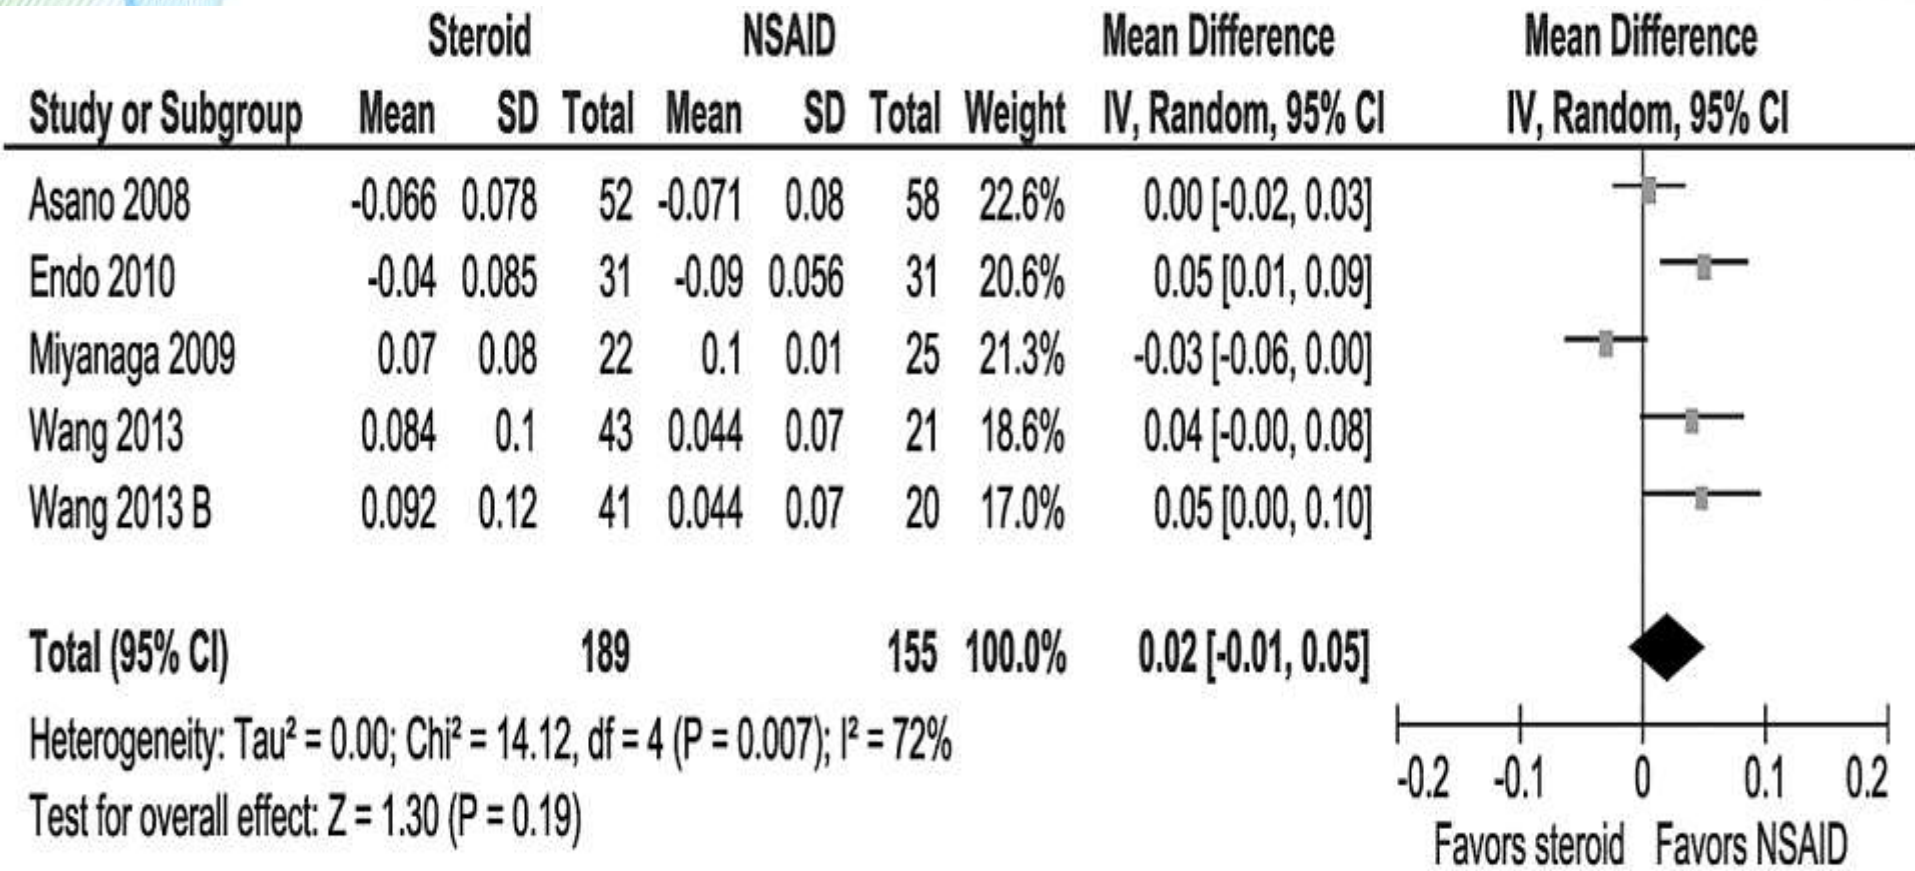 Steroid NSAID Mean Difference Mean Difference
Study or Subgroup Mean SD Total Mean SD Total Weight IV, Random, 95% CI IV, Random, 95% CI
Asano 2008 -0.066 0.078 52 -0.071 0.08 58 22.6% 0.00 [-0.02, 0.03]
Endo 2010 -0.04 0.085 31 -0.09 0.056 31 20.6% 0.05 [0.01, 0.09]
Miyanaga 2009 0.07 0.08 22 0.1 0.01 25 21.3% -0.03 [-0.06, 0.00]
Wang 2013 0.084 0.1 43 0.044 0.07 21 18.6% 0.04 [-0.00, 0.08]
Wang 2013 B 0.092 0.12 41 0.044 0.07 20 17.0% 0.05 [0.00, 0.10]
Total (95% CI) 189 155 100.0% 0.02 [-0.01, 0.05]
Heterogeneity: Tau² = 0.00; Chi² = 14.12, df = 4 (P = 0.007); I² = 72%
Test for overall effect: Z = 1.30 (P = 0.19)
-0.2 -0.1 0 0.1 0.2
Favors steroid Favors NSAID